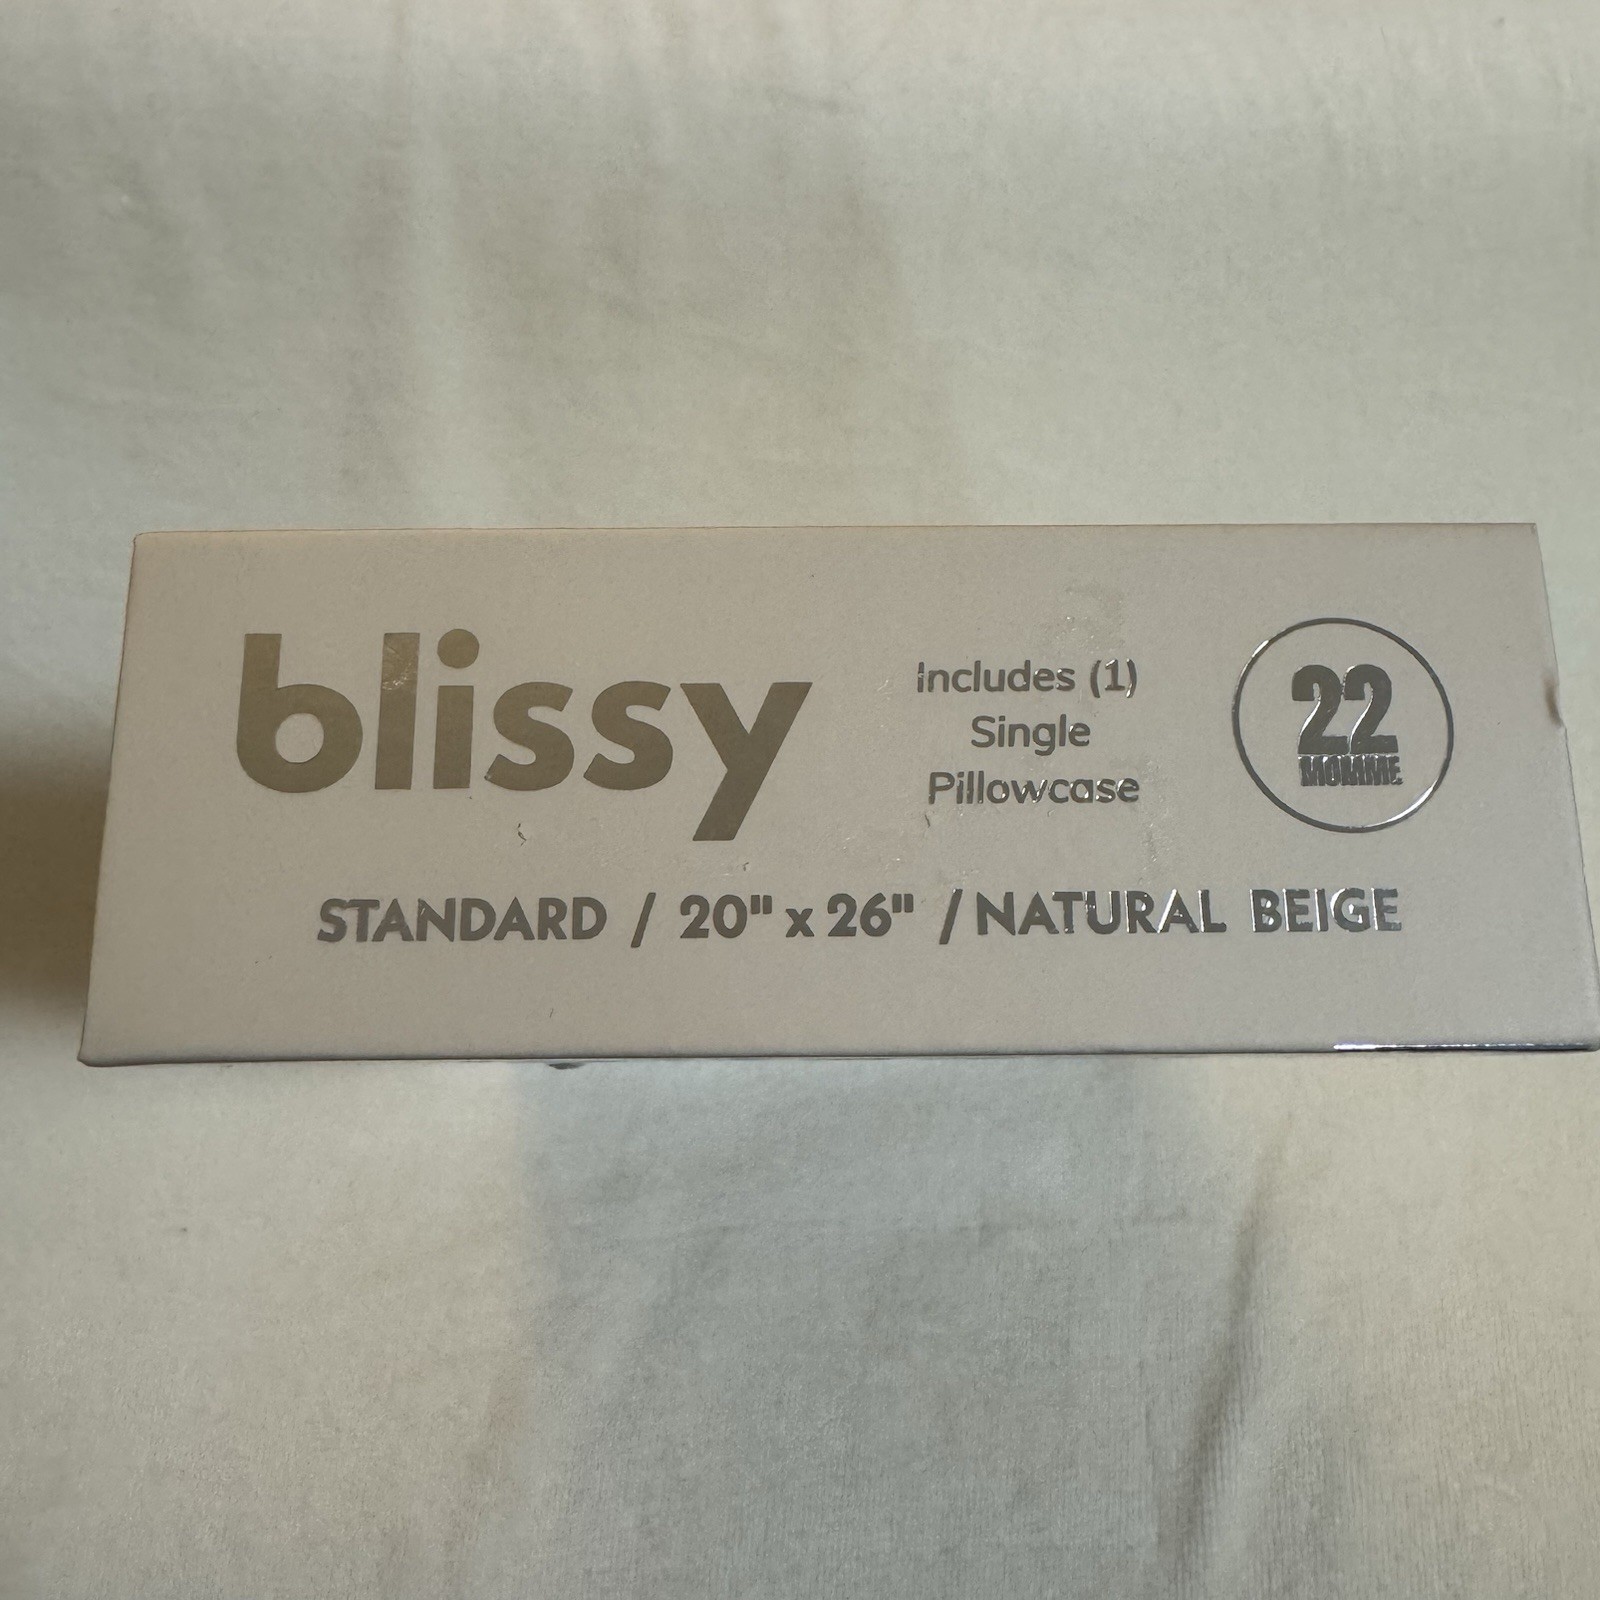 blissy
Includes (1)
Single
Pillowcase
22
MOMME
STANDARD / 20" x 26" / NATURAL BEIGE